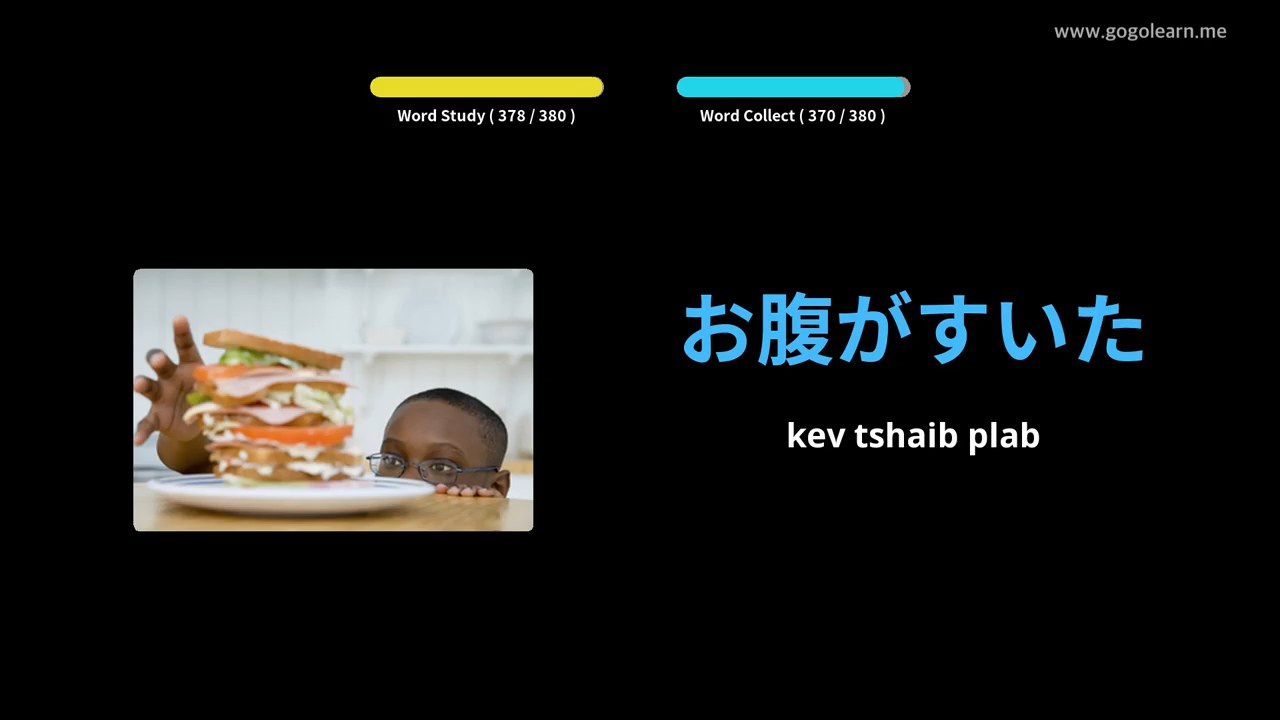 www.gogolearn.me
Word Study ( 378 / 380 )
Word Collect ( 370 / 380 )
お腹がすいた
kev tshaib plab